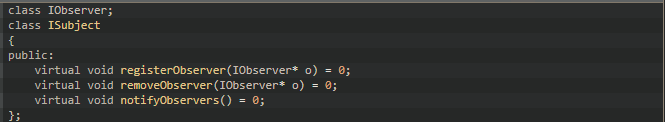 class IObserver;
class ISubject
{
public:
    virtual void registerObserver(IObserver* o) = 0;
    virtual void removeObserver(IObserver* o) = 0;
    virtual void notifyObservers() = 0;
};